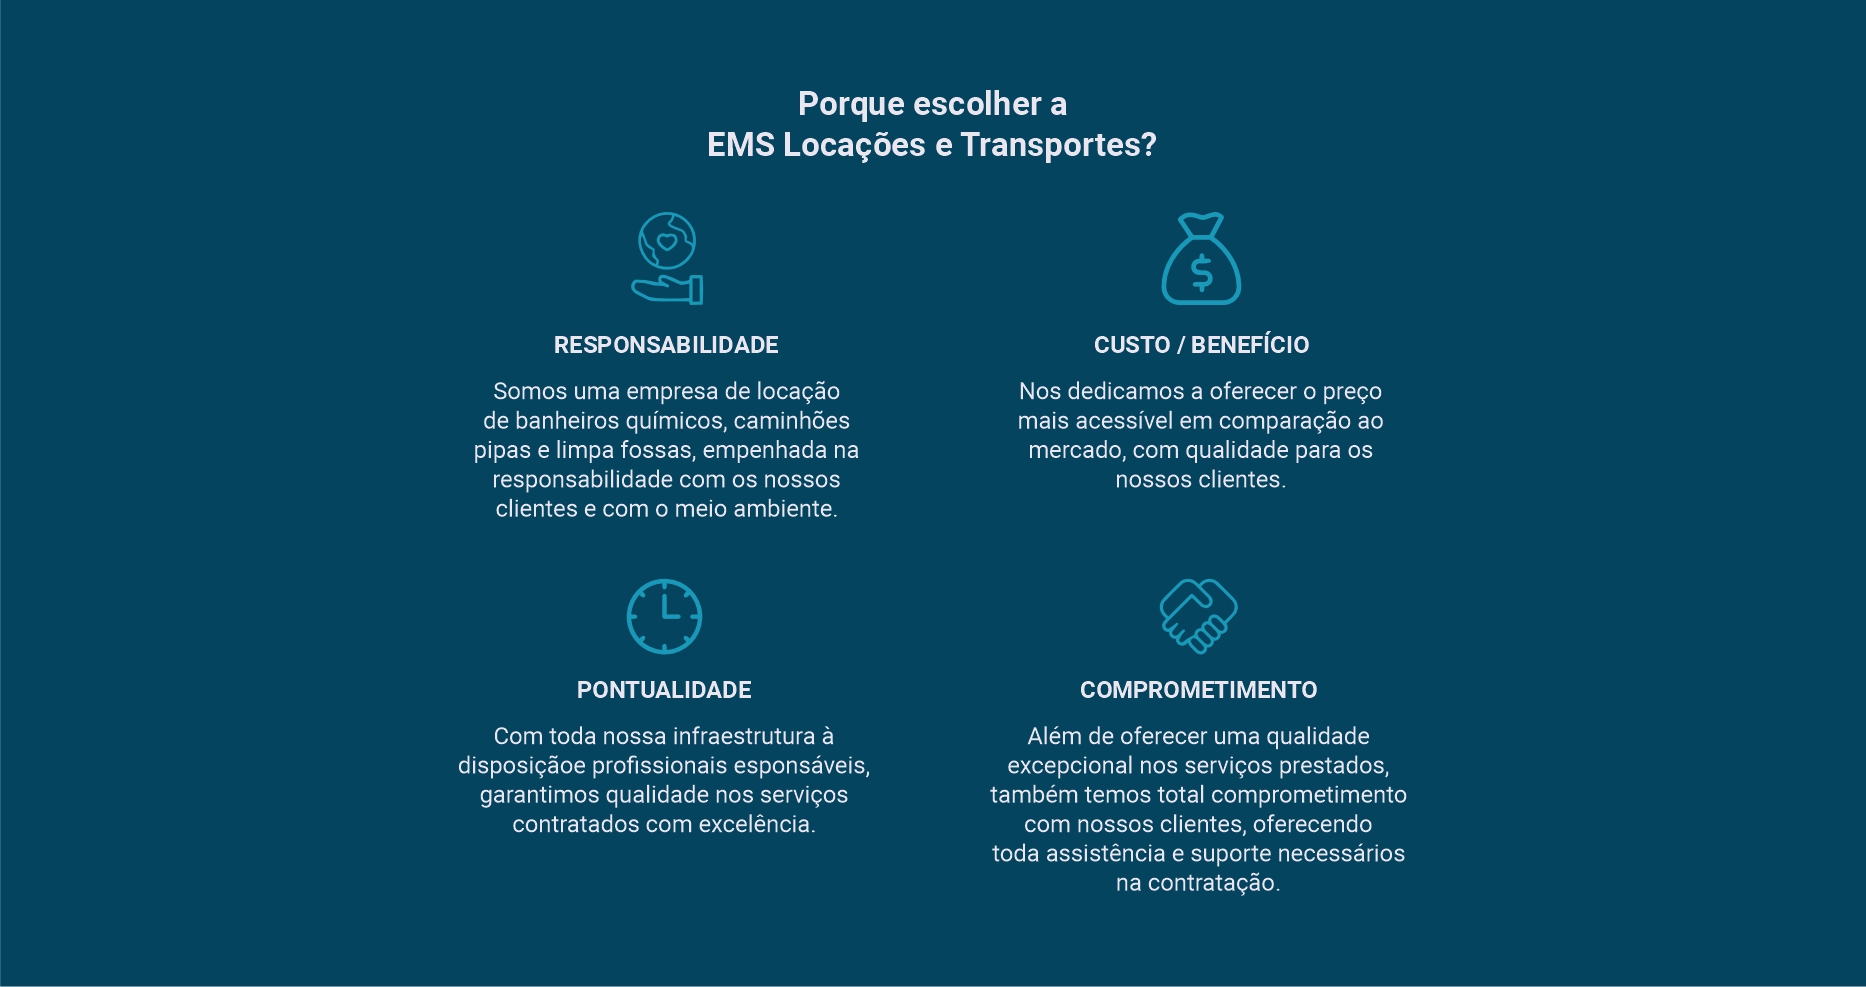 Porque escolher a
EMS Locações e Transportes?
RESPONSABILIDADE
Somos uma empresa de locação
de banheiros químicos, caminhões
pipas e limpa fossas, empenhada na
responsabilidade com os nossos
clientes e com o meio ambiente.
$
CUSTO / BENEFÍCIO
Nos dedicamos a oferecer o preço
mais acessível em comparação ao
mercado, com qualidade para os
nossos clientes.
PONTUALIDADE
Com toda nossa infraestrutura à
disposiçãoe profissionais esponsáveis,
garantimos qualidade nos serviços
contratados com excelência.
COMPROMETIMENTO
Além de oferecer uma qualidade
excepcional nos serviços prestados,
também temos total comprometimento
com nossos clientes, oferecendo
toda assistência e suporte necessários
na contratação.